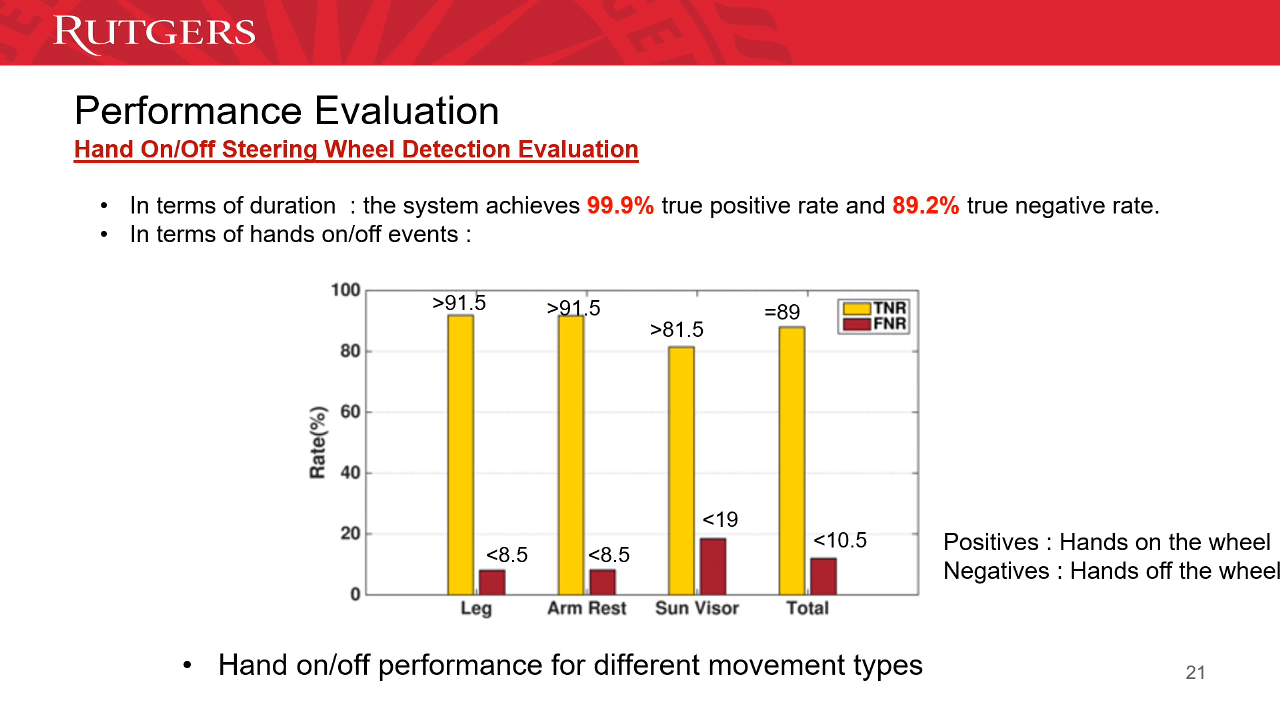 RUTGERS
Performance Evaluation
Hand On/Off Steering Wheel Detection Evaluation
• In terms of duration : the system achieves 99.9% true positive rate and 89.2% true negative rate.
• In terms of hands on/off events :
100
80
60
40
20
0
Rate(%)
>91.5
>91.5
>81.5
=89
TNR
FNR
<8.5
<8.5
<19
<10.5
Leg
Arm Rest
Sun Visor
Total
Positives : Hands on the wheel
Negatives : Hands off the wheel
• Hand on/off performance for different movement types
21